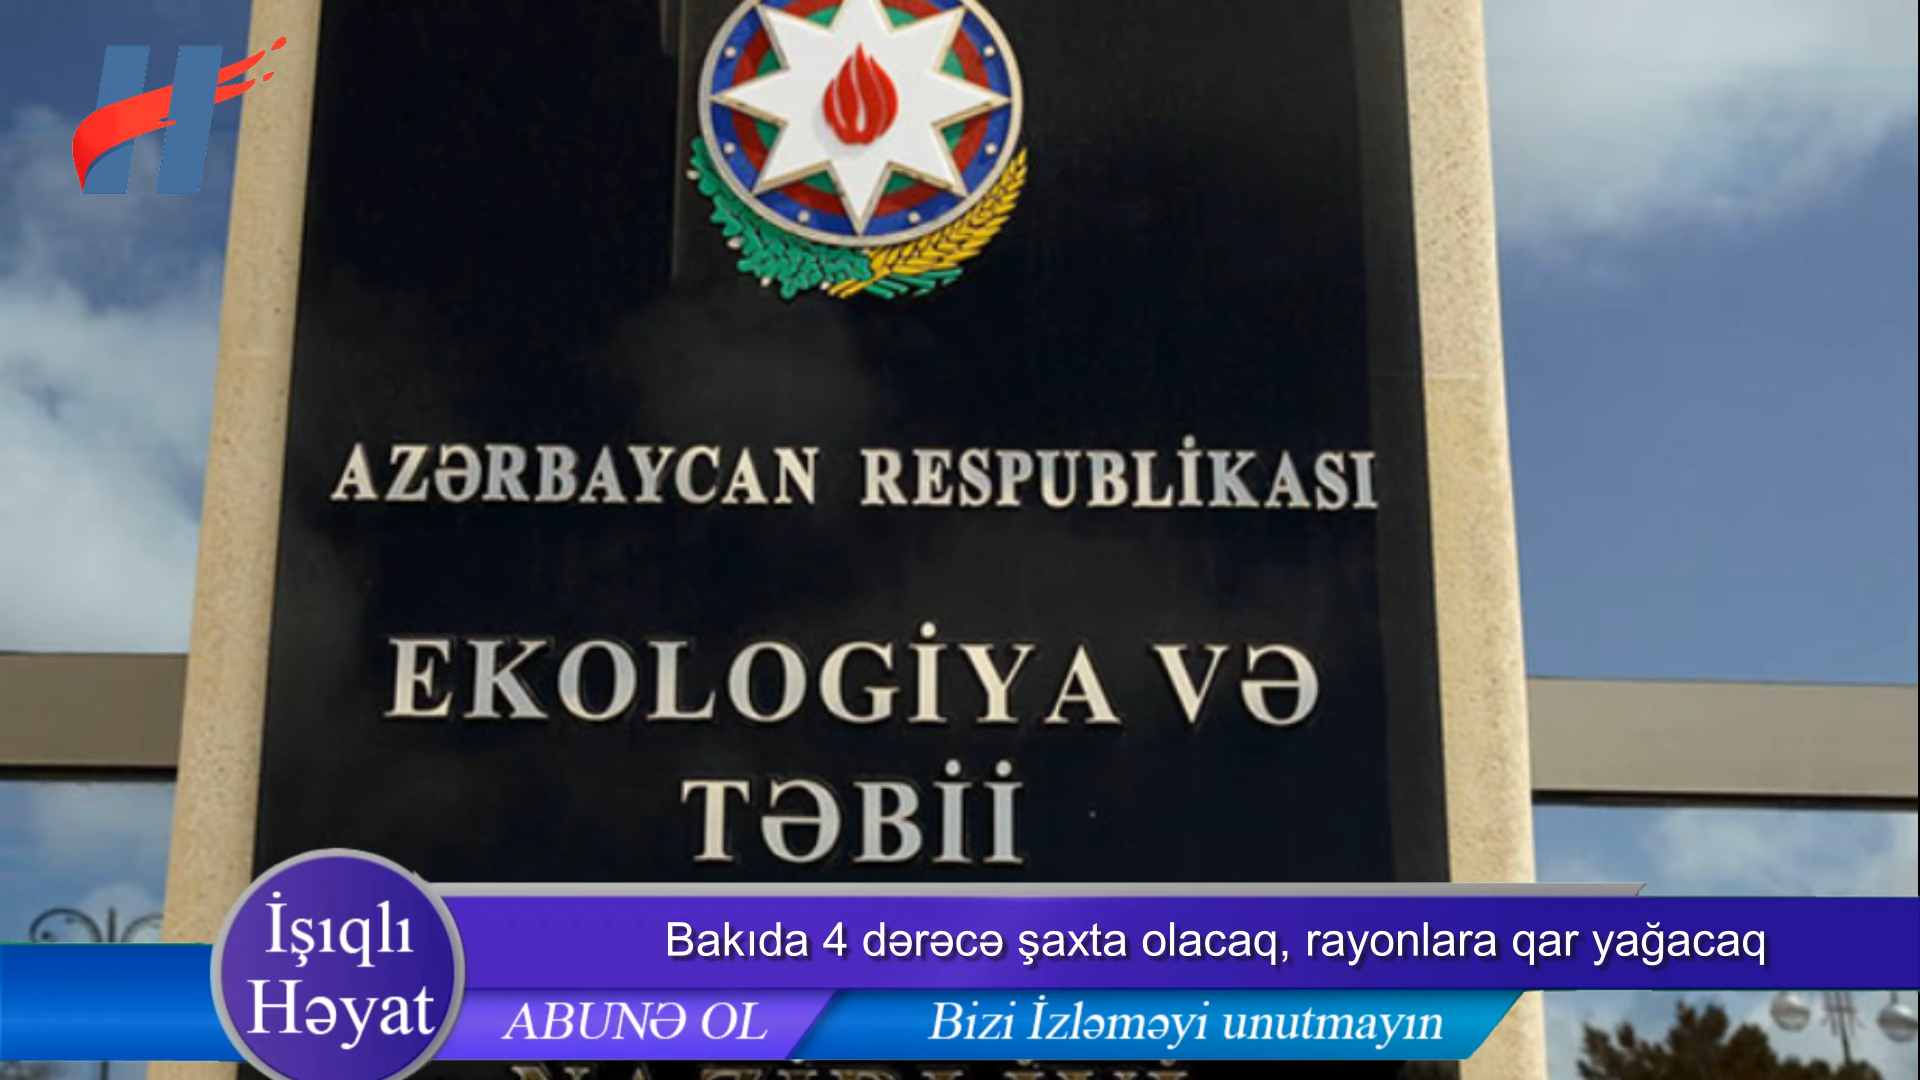 AZƏRBAYCAN RESPUBLİKASI
EKOLOGİYA VƏ
TƏBİİ
İşıqlı
Həyat
Bakıda 4 dərəcə şaxta olacaq, rayonlara qar yağacaq
ABUNƏ OL
Bizi İzləməyi unutmayın